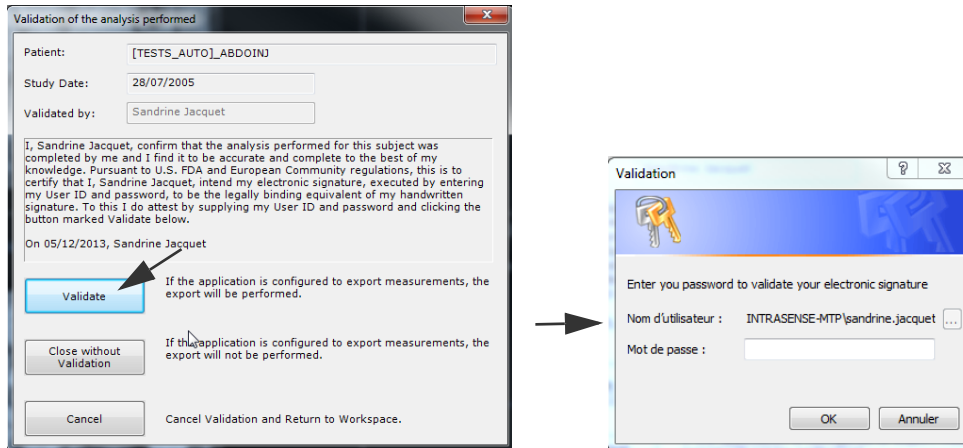 Validation of the analysis performed
Patient: [TESTS_AUTO]_ABDOINJ
Study Date: 28/07/2005
Validated by: Sandrine Jacquet
I, Sandrine Jacquet, confirm that the analysis performed for this subject was
completed by me and I find it to be accurate and complete to the best of my
knowledge. Pursuant to U.S. FDA and European Community regulations, this is to
certify that I, Sandrine Jacquet, intend my electronic signature, executed by entering
my User ID and password, to be the legally binding equivalent of my handwritten
signature. To this I do attest by supplying my User ID and password and clicking the
button marked Validate below.
On 05/12/2013, Sandrine Jacquet
Validate
If the application is configured to export measurements, the
export will be performed.
Close without
Validation
If the application is configured to export measurements, the
export will not be performed.
Cancel
Cancel Validation and Return to Workspace.
Validation
Enter you password to validate your electronic signature
Nom d'utilisateur : INTRASENSE-MTP\sandrine.jacquet ...
Mot de passe :
OK Annuler